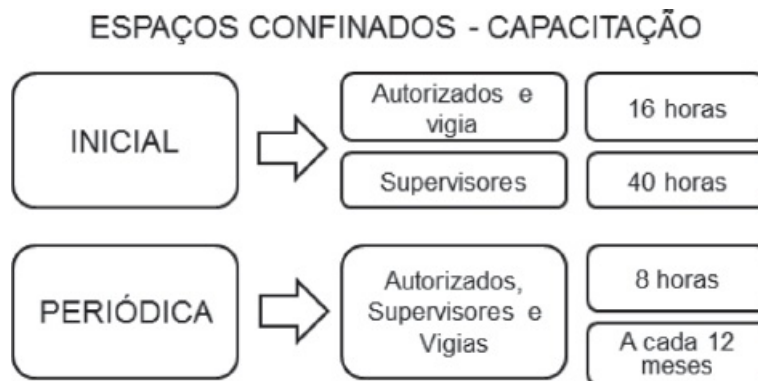 ESPAÇOS CONFINADOS - CAPACITAÇÃO
INICIAL
Autorizados e
vigia
16 horas
Supervisores
40 horas
PERIÓDICA
Autorizados,
Supervisores e
Vigias
8 horas
A cada 12
meses